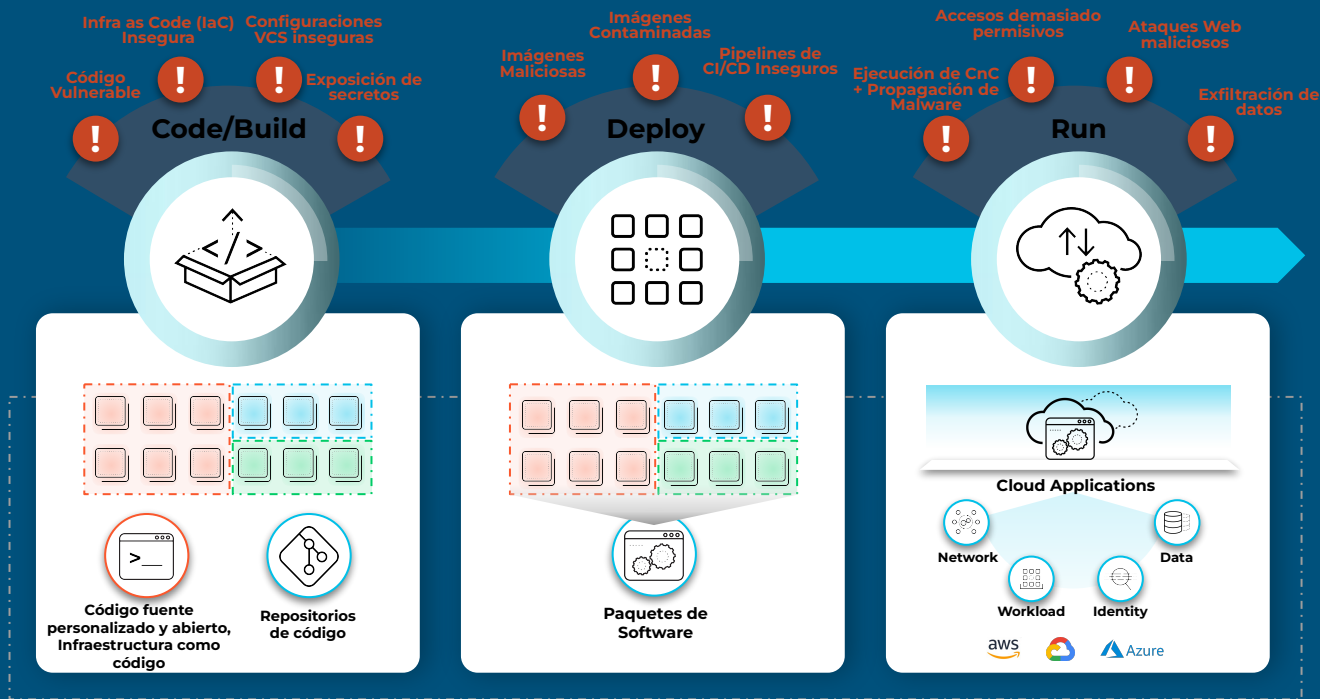 Infra as Code (IaC)
Insegura
Configuraciones
VCS inseguras
Código
Vulnerable
Exposición de
secretos
Code/Build
</>
Código fuente
personalizado y abierto,
Infraestructura como
código
Repositorios
de código
>_
Imágenes
Contaminadas
Imágenes
Maliciosas
Pipelines de
CI/CD Inseguros
Deploy
Paquetes de
Software
Accesos demasiado
permisivos
Ataques Web
maliciosos
Ejecución de CnC
+ Propagación de
Malware
Exfiltración de
datos
Run
Cloud Applications
Network
Data
Workload
Identity
aws
Azure